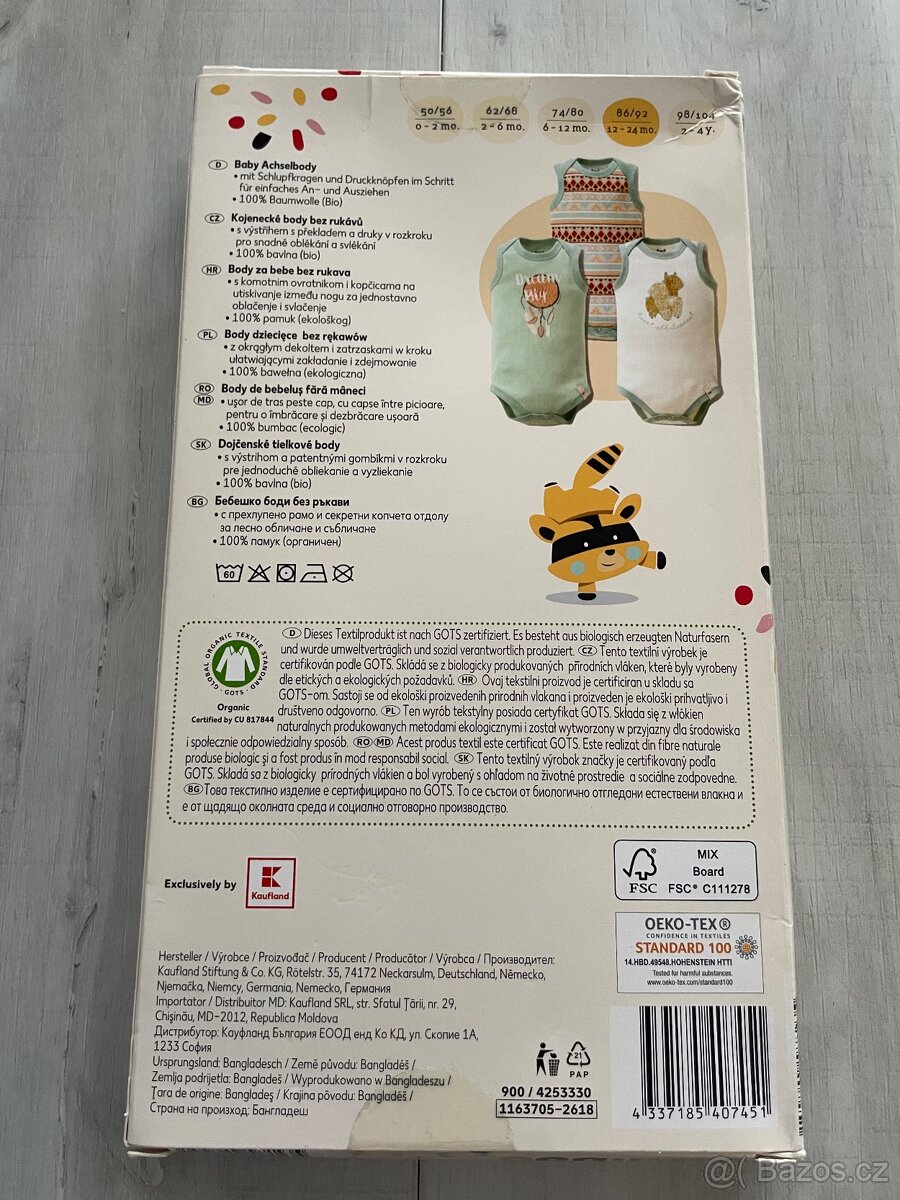 50/56
0 - 2 mo.
62/68
2 - 6 mo.
74/80
6 - 12 mo.
86/92
12 - 24 mo.
98/104
2 - 4 y.
D Baby Achselbody
• mit Schlupfkragen und Druckknöpfen im Schritt
für einfaches An- und Ausziehen
• 100% Baumwolle (Bio)
CZ Kojenecké body bez rukávů
• s výstřihem s překladem a druky v rozkroku
pro snadné oblékání a svlékání
• 100% bavlna (bio)
HR Body za bebe bez rukava
• s komotnim ovratnikom i kopčicama na
utiskivanje između nogu za jednostavno
oblačenje i svlačenje
• 100% pamuk (ekološkog)
PL Body dziecięce bez rękawów
• z okrągłym dekoltem i zatrzaskami w kroku
ułatwiającymi zakładanie i zdejmowanie
• 100% bawełna (ekologiczna)
RO MD Body de bebeluș fără mâneci
• ușor de tras peste cap, cu capse între picioare,
pentru o îmbrăcare și dezbrăcare ușoară
• 100% bumbac (ecologic)
SK Dojčenské tielkové body
• s výstrihom a patentnými gombíkmi v rozkroku
pre jednoduché obliekanie a vyzliekanie
• 100% bavlna (bio)
BG Бебешко боди без ръкави
• с прехлупено рамо и секретни копчета отдолу
за лесно обличане и събличане
• 100% памук (органичен)
60
Dream
Big
GLOBAL ORGANIC TEXTILE STANDARD
· GOTS ·
Organic
Certified by CU 817844
D Dieses Textilprodukt ist nach GOTS zertifiziert. Es besteht aus biologisch erzeugten Naturfasern
und wurde umweltverträglich und sozial verantwortlich produziert. CZ Tento textilní výrobek je
certifikován podle GOTS. Skládá se z biologicky produkovaných přírodních vláken, které byly vyrobeny
dle etických a ekologických požadavků. HR Ovaj tekstilni proizvod je certificiran u skladu sa
GOTS-om. Sastoji se od ekološki proizvedenih prirodnih vlakana i proizveden je ekološki prihvatljivo i
društveno odgovorno. PL Ten wyrób tekstylny posiada certyfikat GOTS. Składa się z włókien
naturalnych produkowanych metodami ekologicznymi i został wytworzony w przyjazny dla środowiska
i społecznie odpowiedzialny sposób. RO MD Acest produs textil este certificat GOTS. Este realizat din fibre naturale
produse biologic și a fost produs în mod responsabil social. SK Tento textilný výrobok značky je certifikovaný podľa
GOTS. Skladá sa z biologicky prírodných vlákien a bol vyrobený s ohľadom na životné prostredie a sociálne zodpovedne.
BG Това текстилно изделие е сертифицирано по GOTS. То се състои от биологично отгледани естествени влакна и
е от щадящо околната среда и социално отговорно производство.
Exclusively by
K
Kaufland
FSC
MIX
Board
FSC® C111278
OEKO-TEX®
CONFIDENCE IN TEXTILES
STANDARD 100
14.HBD.49548.HOHENSTEIN HTTI
Tested for harmful substances.
www.oeko-tex.com/standard100
Hersteller / Výrobce / Proizvođač / Producent / Producător / Výrobca / Производител:
Kaufland Stiftung & Co. KG, Rötelstr. 35, 74172 Neckarsulm, Deutschland, Německo,
Njemačka, Niemcy, Germania, Nemecko, Германия
Importator / Distribuitor MD: Kaufland SRL, str. Sfatul Țării, nr. 29,
Chișinău, MD-2012, Republica Moldova
Дистрибутор: Кауфланд България ЕООД енд Ко КД, ул. Скопие 1А,
1233 София
Ursprungsland: Bangladesch / Země původu: Bangladéš /
Zemlja podrijetla: Bangladeš / Wyprodukowano w Bangladeszu /
Țara de origine: Bangladeș / Krajina pôvodu: Bangladéš /
Страна на произход: Бангладеш
21
PAP
900 / 4253330
1163705-2618
4 337185 407451
@( Bazos.cz